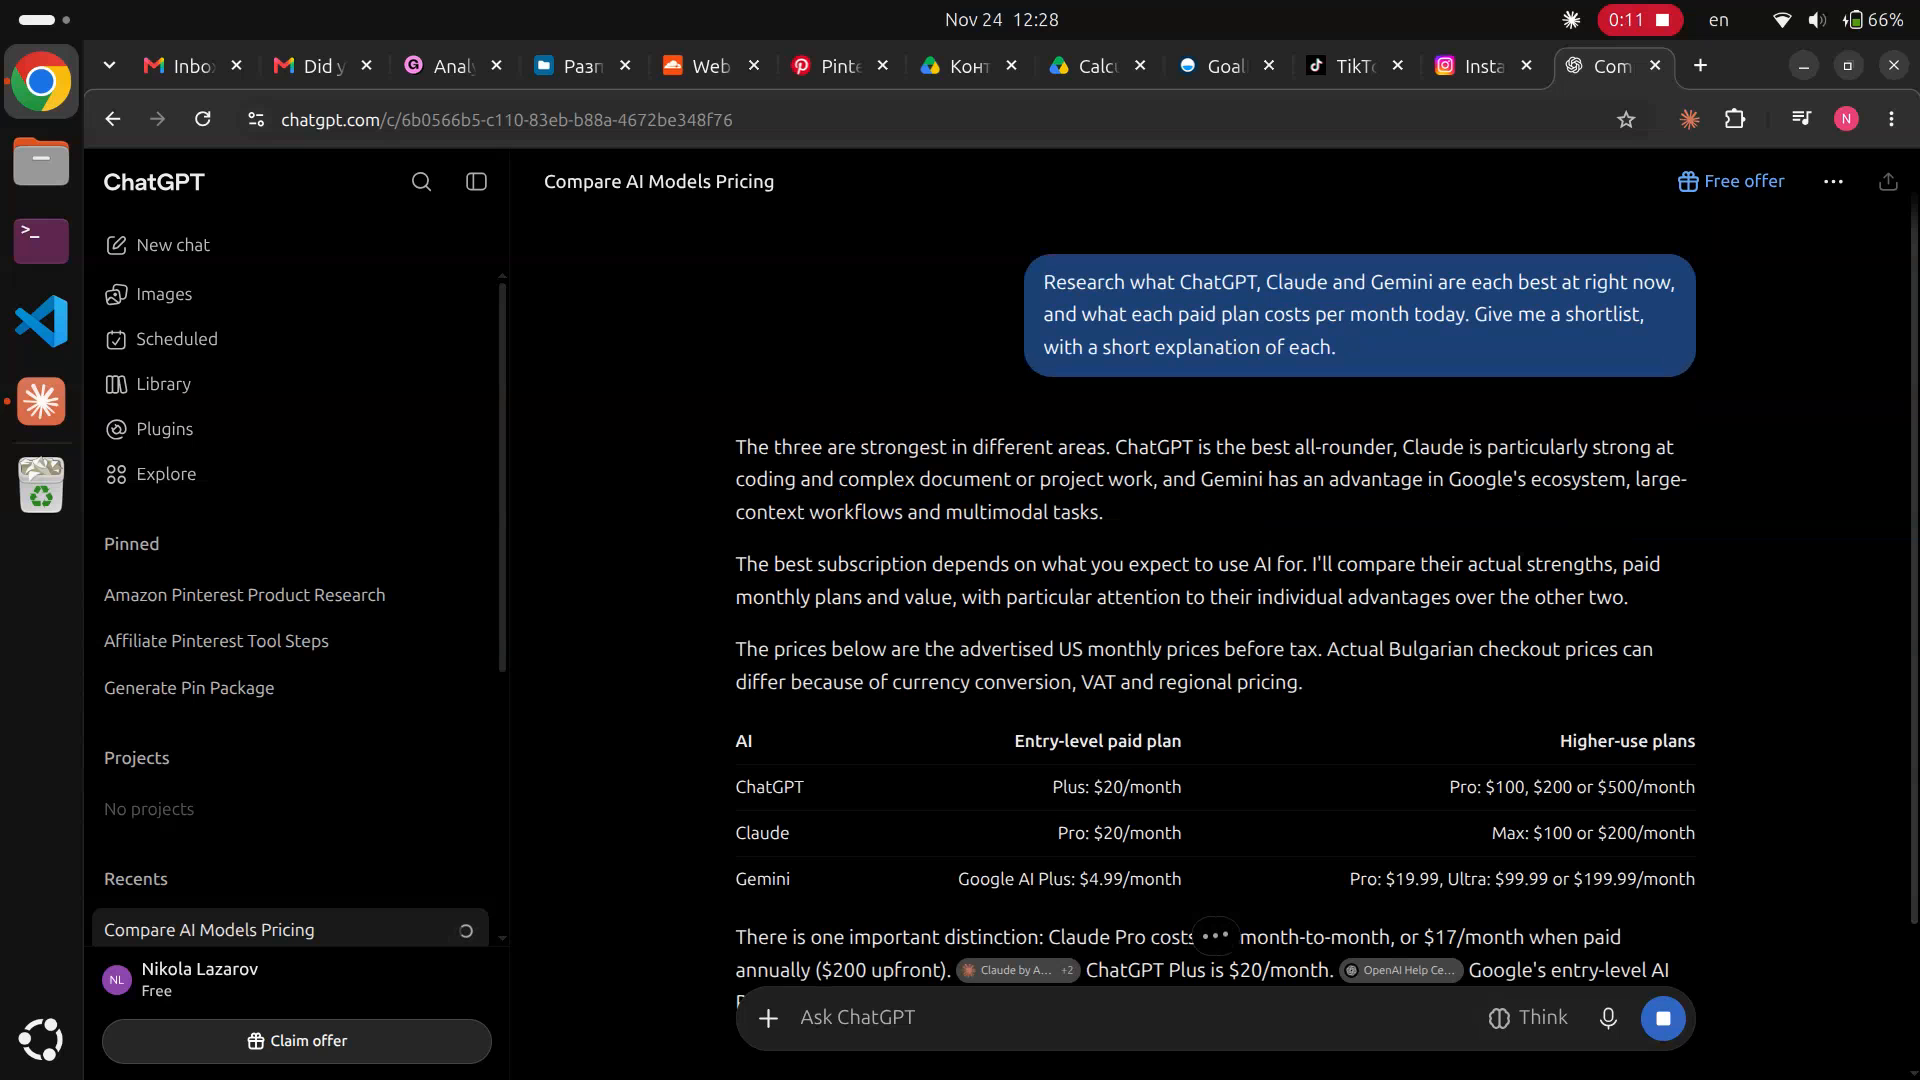 Nov 24 12:28
0:11
en
66%
Inbo
Did y
Anal
Разп
Web
Pint
Конт
Calc
Goal
TikT
Insta
Com
chatgpt.com/c/6b0566b5-c110-83eb-b88a-4672be348f76
N
ChatGPT
Compare AI Models Pricing
Free offer
New chat
Images
Scheduled
Library
Plugins
Explore
Pinned
Amazon Pinterest Product Research
Affiliate Pinterest Tool Steps
Generate Pin Package
Projects
No projects
Recents
Compare AI Models Pricing
NL
Nikola Lazarov
Free
Claim offer
Research what ChatGPT, Claude and Gemini are each best at right now,
and what each paid plan costs per month today. Give me a shortlist,
with a short explanation of each.
The three are strongest in different areas. ChatGPT is the best all-rounder, Claude is particularly strong at
coding and complex document or project work, and Gemini has an advantage in Google's ecosystem, large-
context workflows and multimodal tasks.
The best subscription depends on what you expect to use AI for. I'll compare their actual strengths, paid
monthly plans and value, with particular attention to their individual advantages over the other two.
The prices below are the advertised US monthly prices before tax. Actual Bulgarian checkout prices can
differ because of currency conversion, VAT and regional pricing.
AI Entry-level paid plan Higher-use plans
ChatGPT Plus: $20/month Pro: $100, $200 or $500/month
Claude Pro: $20/month Max: $100 or $200/month
Gemini Google AI Plus: $4.99/month Pro: $19.99, Ultra: $99.99 or $199.99/month
There is one important distinction: Claude Pro costs month-to-month, or $17/month when paid
annually ($200 upfront). Claude by A... +2 ChatGPT Plus is $20/month. OpenAI Help Ce... Google's entry-level AI
Ask ChatGPT
Think